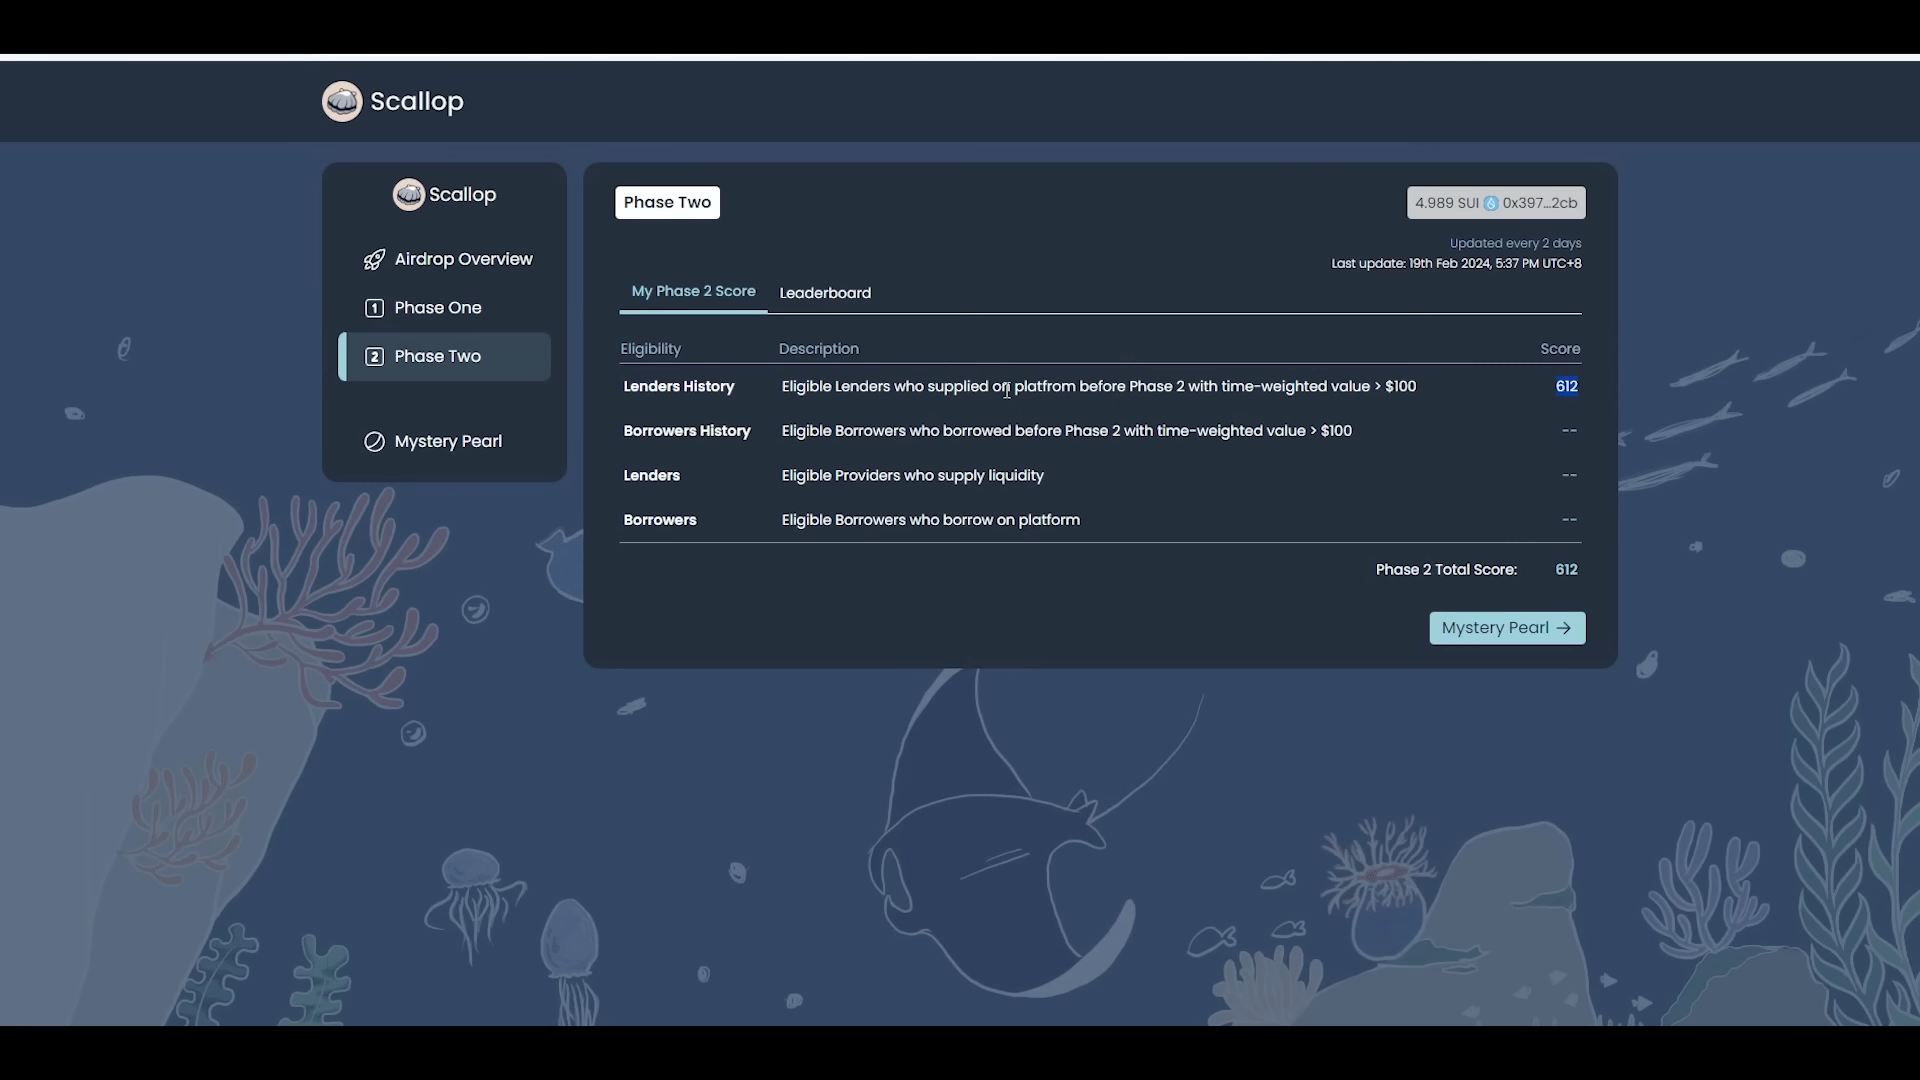 Scallop
Scallop
Airdrop Overview
1 Phase One
2 Phase Two
Mystery Pearl
Phase Two
4.989 SUI 0x397...2cb
Updated every 2 days
Last update: 19th Feb 2024, 5:37 PM UTC+8
My Phase 2 Score Leaderboard
Eligibility Description Score
Lenders History Eligible Lenders who supplied on platfrom before Phase 2 with time-weighted value > $100 612
Borrowers History Eligible Borrowers who borrowed before Phase 2 with time-weighted value > $100 --
Lenders Eligible Providers who supply liquidity --
Borrowers Eligible Borrowers who borrow on platform --
Phase 2 Total Score: 612
Mystery Pearl →